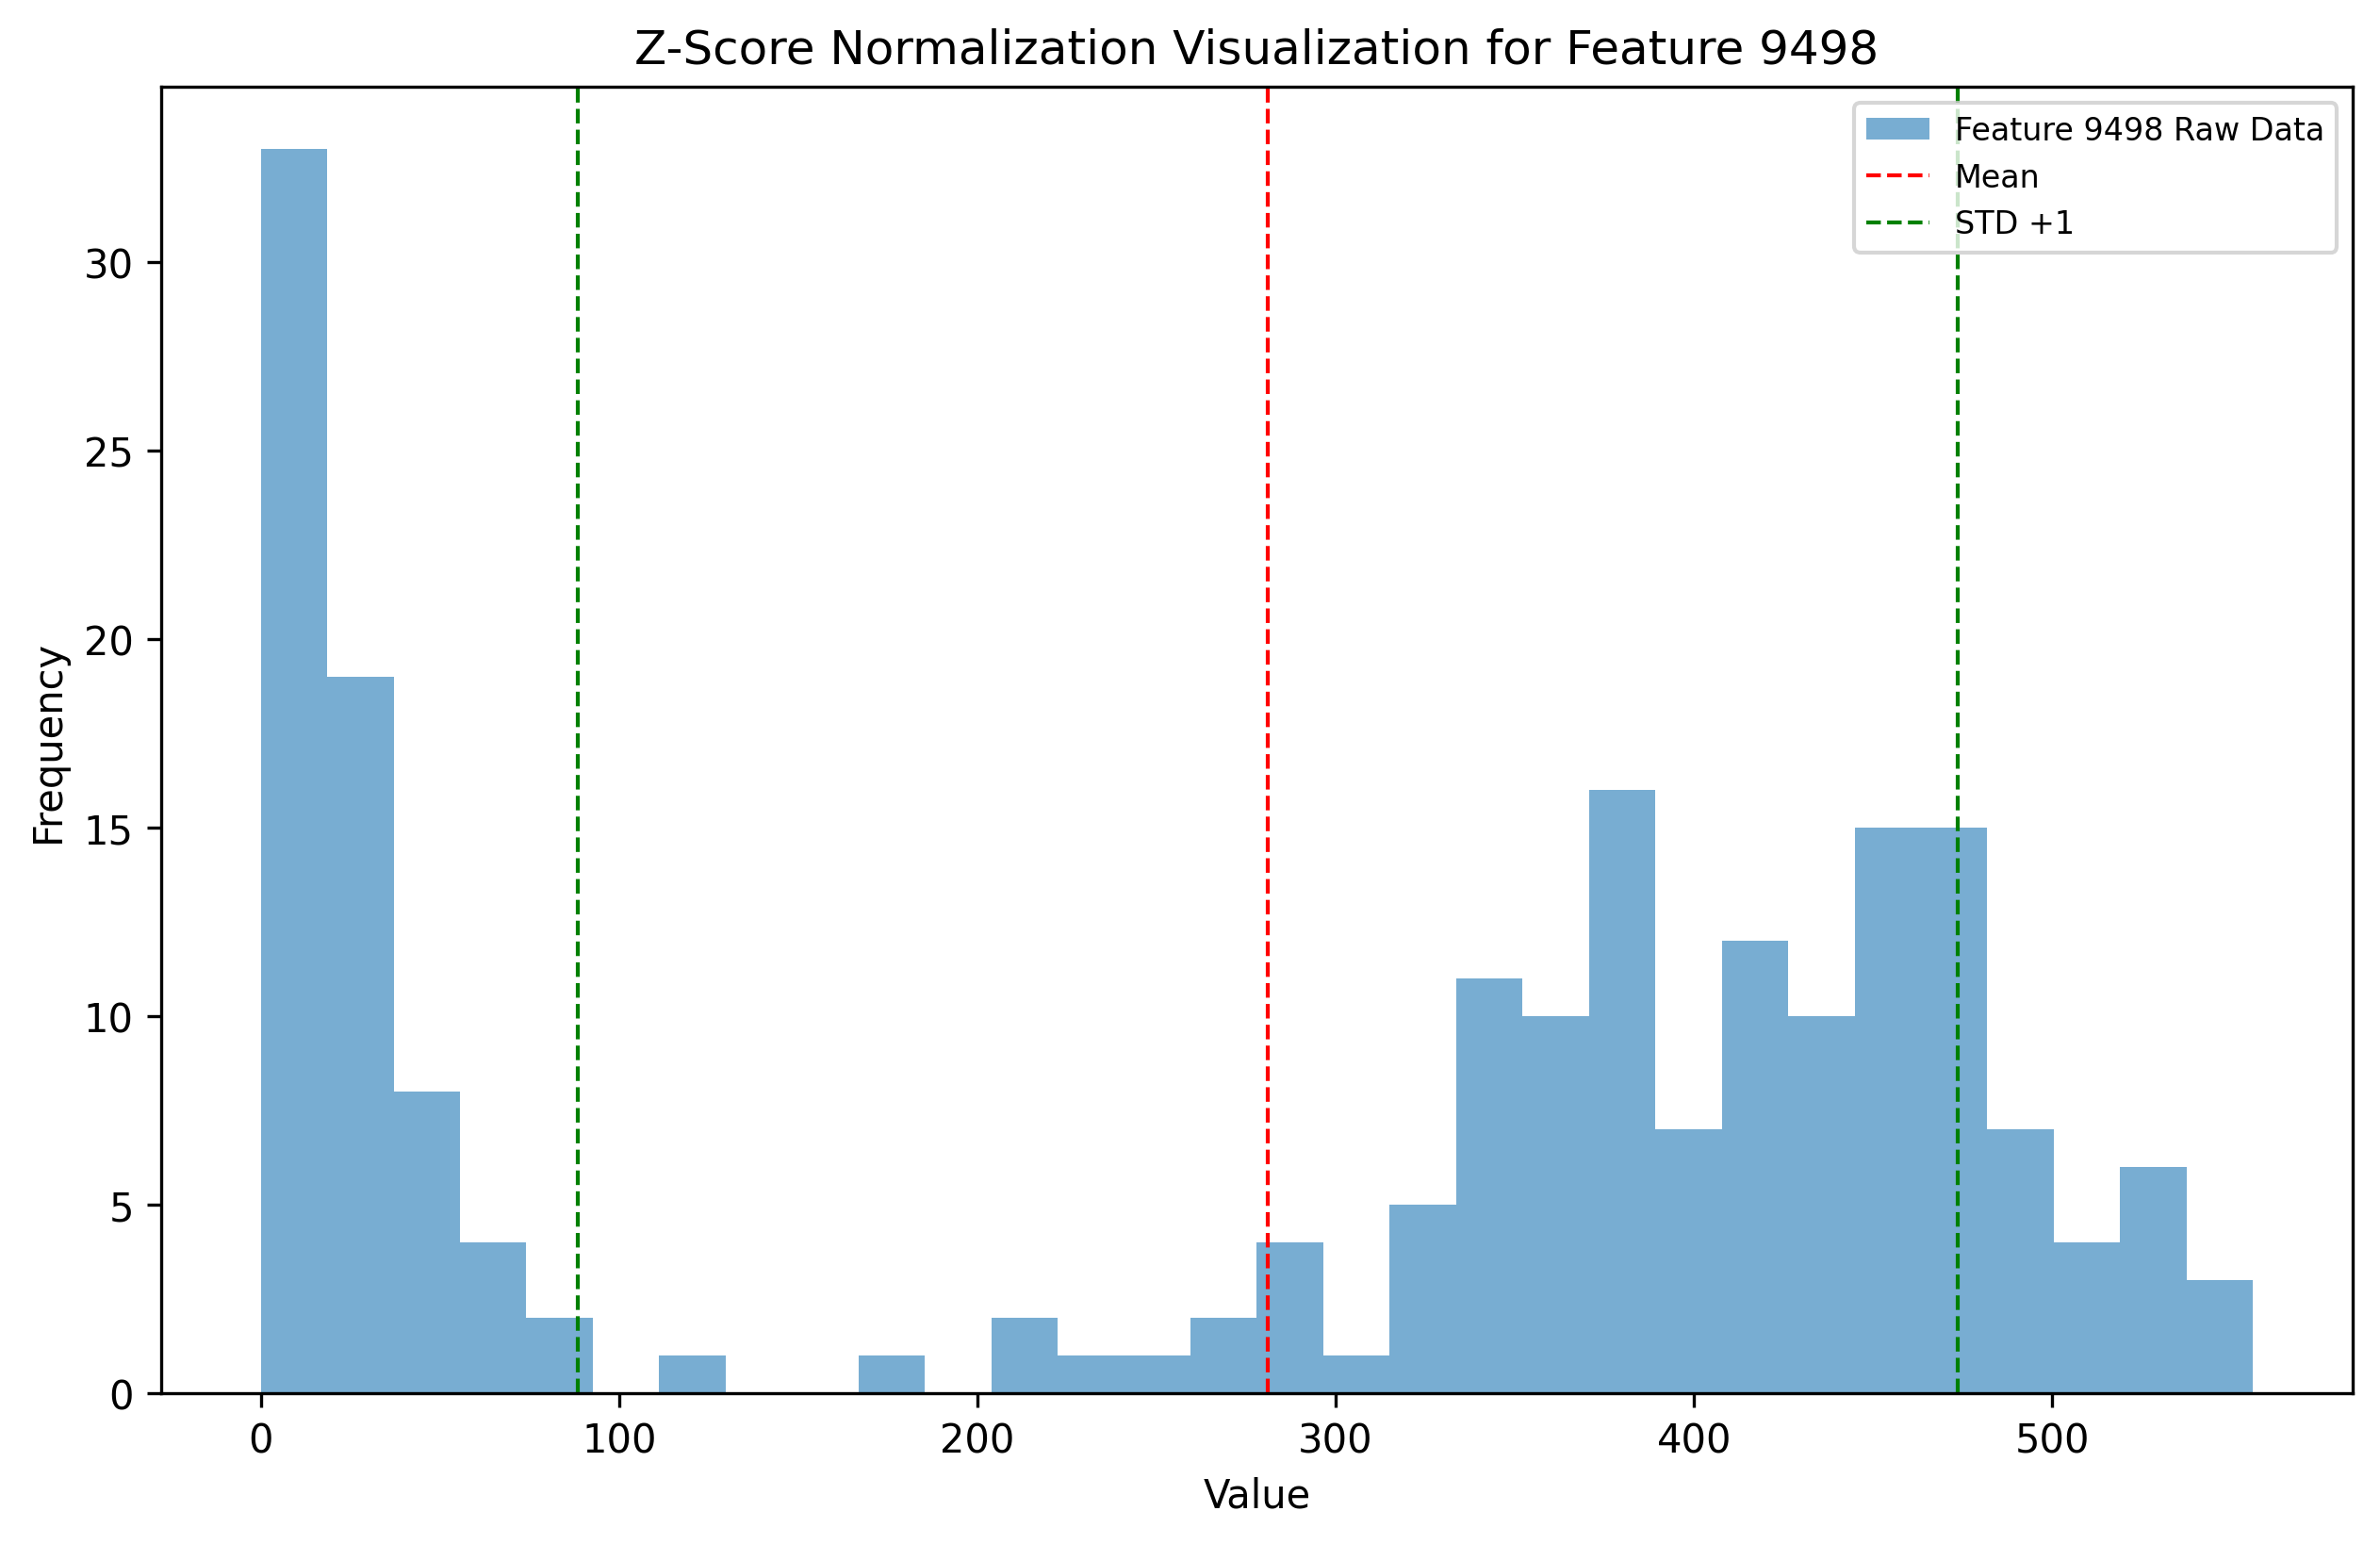 Z-Score Normalization Visualization for Feature 9498
Feature 9498 Raw Data
Mean
STD +1
30
25
20
15
10
5
0
Frequency
0 100 200 300 400 500
Value